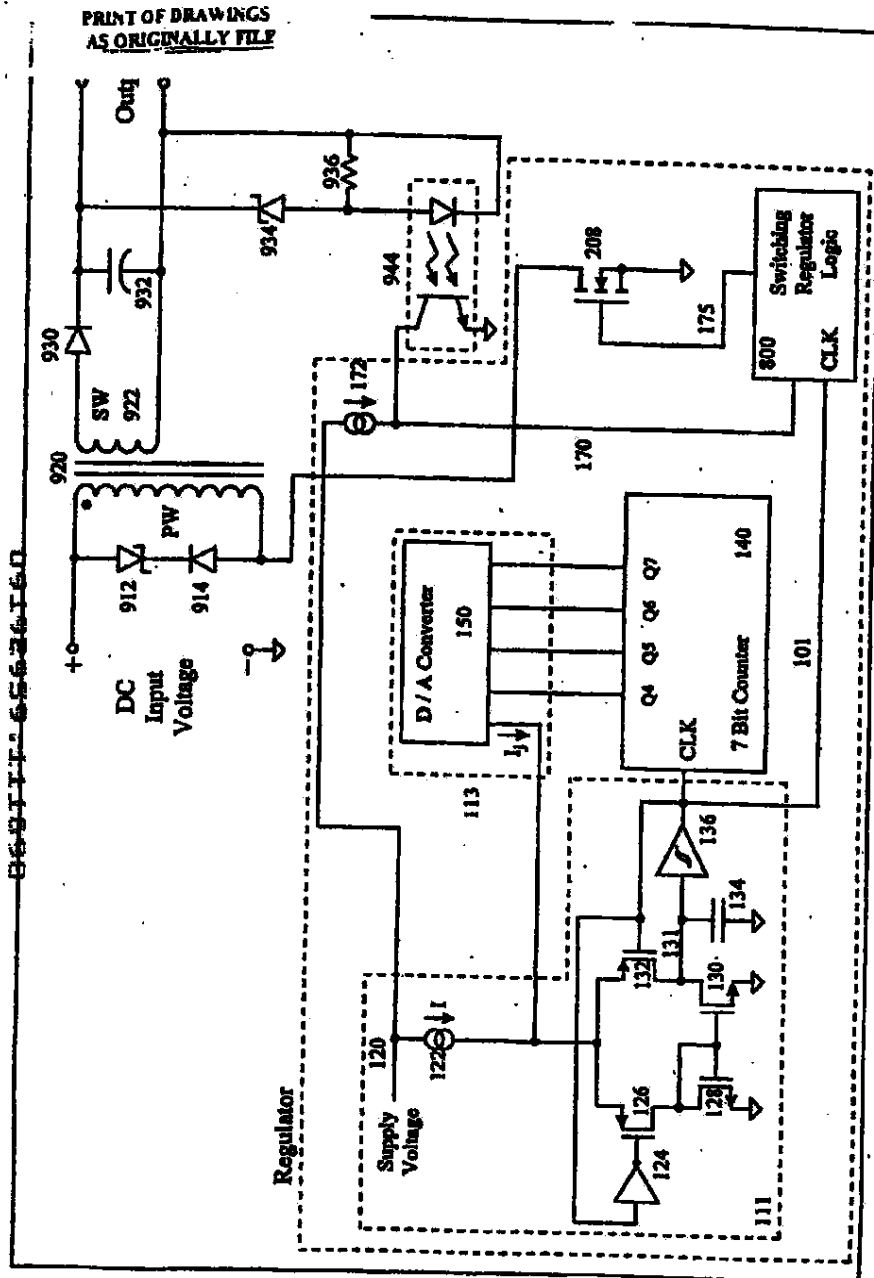 PRINT OF DRAWINGS
AS ORIGINALLY FILE
Out
930
932
934
936
944
SW
922
920
PW
912
914
+
−
DC
Input
Voltage
172
170
208
175
Switching
Regulator
Logic
800
CLK
D / A Converter
150
113
Q4 Q5 Q6 Q7
140
CLK
7 Bit Counter
101
Regulator
Supply
Voltage
120
122
I
136
134
131
132
130
126
128
124
111